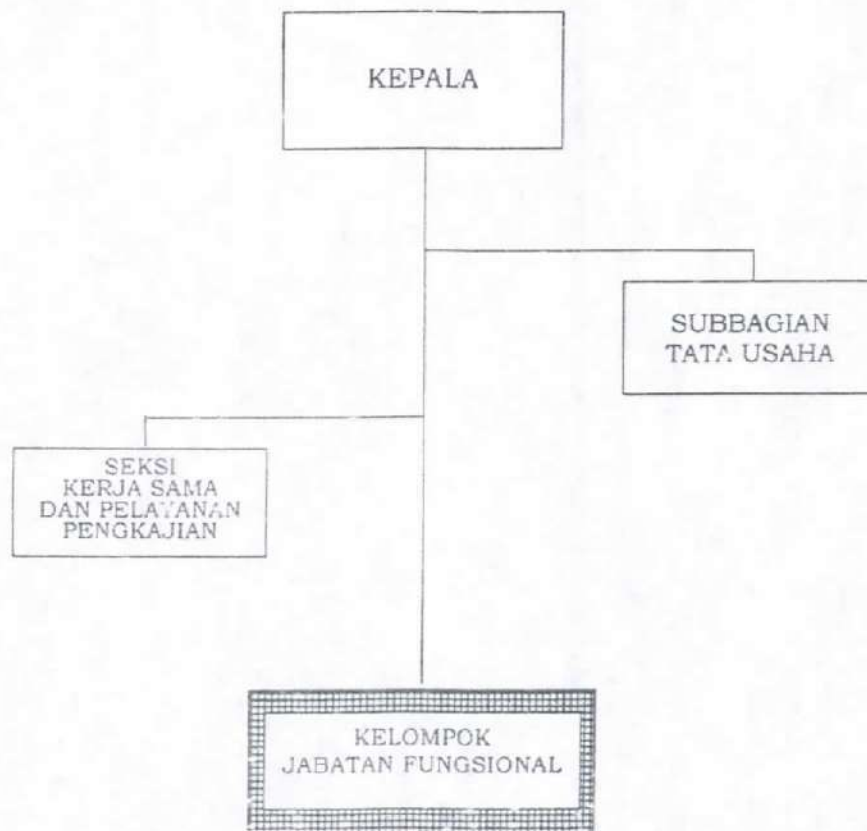 KEPALA
SUBBAGIAN
TATA USAHA
SEKSI
KERJA SAMA
DAN PELAYANAN
PENGKAJIAN
KELOMPOK
JABATAN FUNGSIONAL